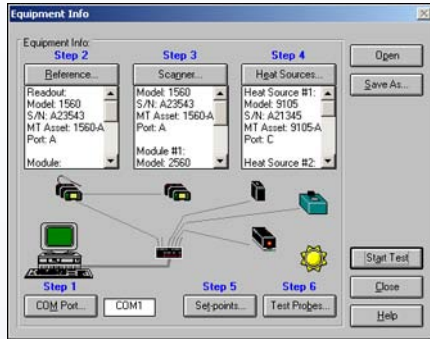 Equipment Info
Equipment Info:
Step 2
Step 3
Step 4
Reference...
Scanner...
Heat Sources...
Readout:
Model: 1560
S/N: A23543
MT Asset: 1560-A
Port: A
Module:
Model: 1560
S/N: A23543
MT Asset: 1560-A
Port: A
Module #1:
Model: 2560
Heat Source #1:
Model: 9105
S/N: A21345
MT Asset: 9105-A
Port: C
Heat Source #2:
Open
Save As...
Step 1
COM Port...
COM1
Step 5
Set-points...
Step 6
Test Probes...
Start Test
Close
Help